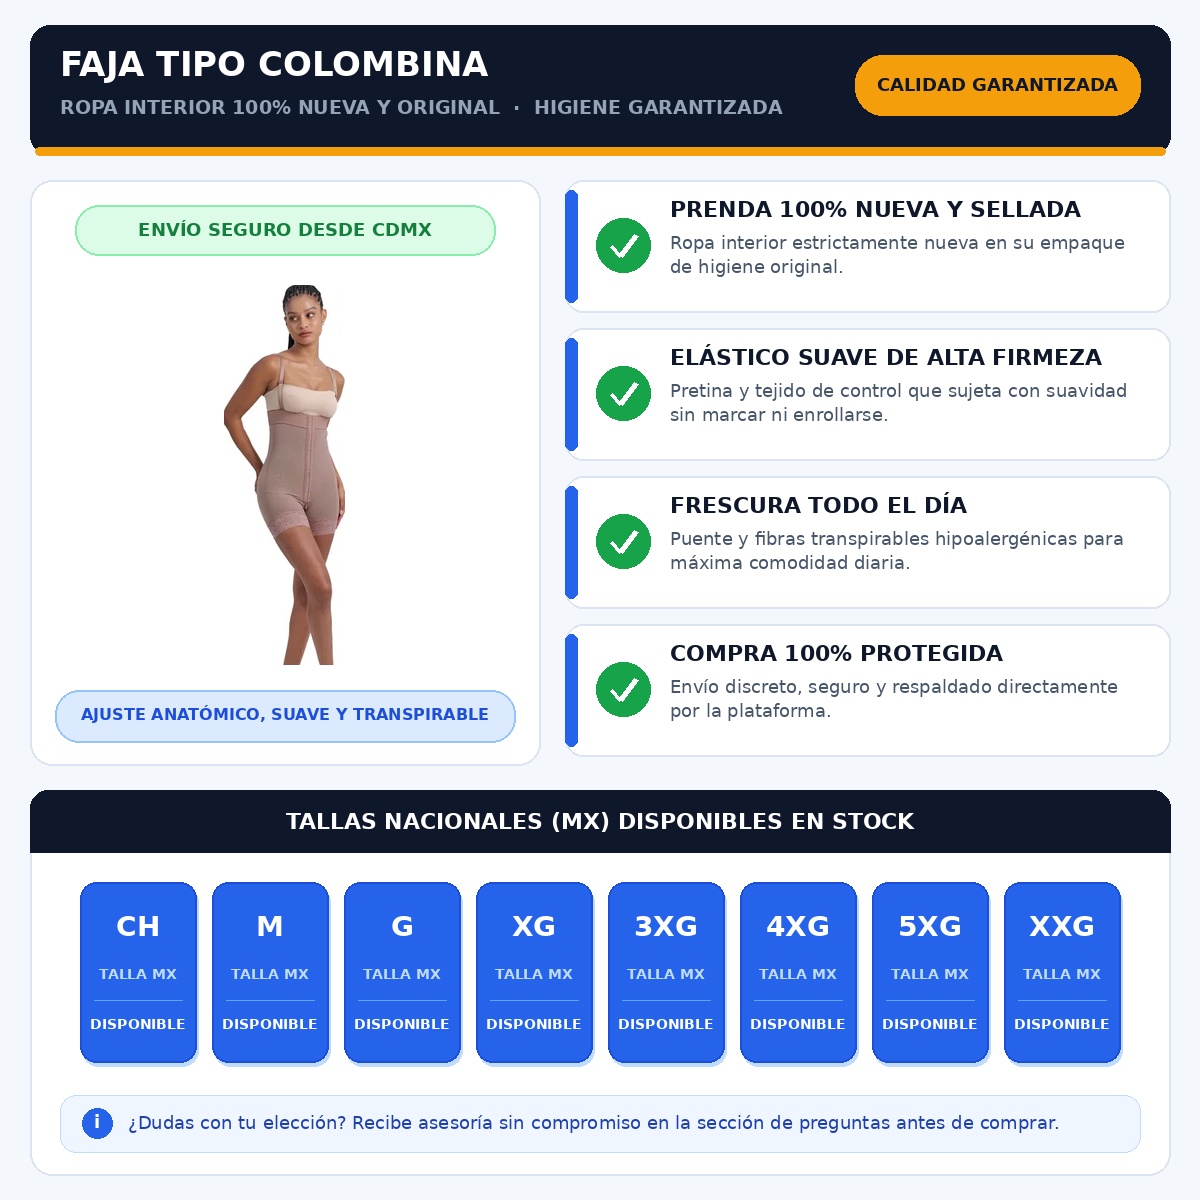 FAJA TIPO COLOMBINA
ROPA INTERIOR 100% NUEVA Y ORIGINAL · HIGIENE GARANTIZADA
CALIDAD GARANTIZADA
ENVÍO SEGURO DESDE CDMX
AJUSTE ANATÓMICO, SUAVE Y TRANSPIRABLE
PRENDA 100% NUEVA Y SELLADA
Ropa interior estrictamente nueva en su empaque
de higiene original.
ELÁSTICO SUAVE DE ALTA FIRMEZA
Pretina y tejido de control que sujeta con suavidad
sin marcar ni enrollarse.
FRESCURA TODO EL DÍA
Puente y fibras transpirables hipoalergénicas para
máxima comodidad diaria.
COMPRA 100% PROTEGIDA
Envío discreto, seguro y respaldado directamente
por la plataforma.
TALLAS NACIONALES (MX) DISPONIBLES EN STOCK
CH
TALLA MX
DISPONIBLE
M
TALLA MX
DISPONIBLE
G
TALLA MX
DISPONIBLE
XG
TALLA MX
DISPONIBLE
3XG
TALLA MX
DISPONIBLE
4XG
TALLA MX
DISPONIBLE
5XG
TALLA MX
DISPONIBLE
XXG
TALLA MX
DISPONIBLE
i ¿Dudas con tu elección? Recibe asesoría sin compromiso en la sección de preguntas antes de comprar.